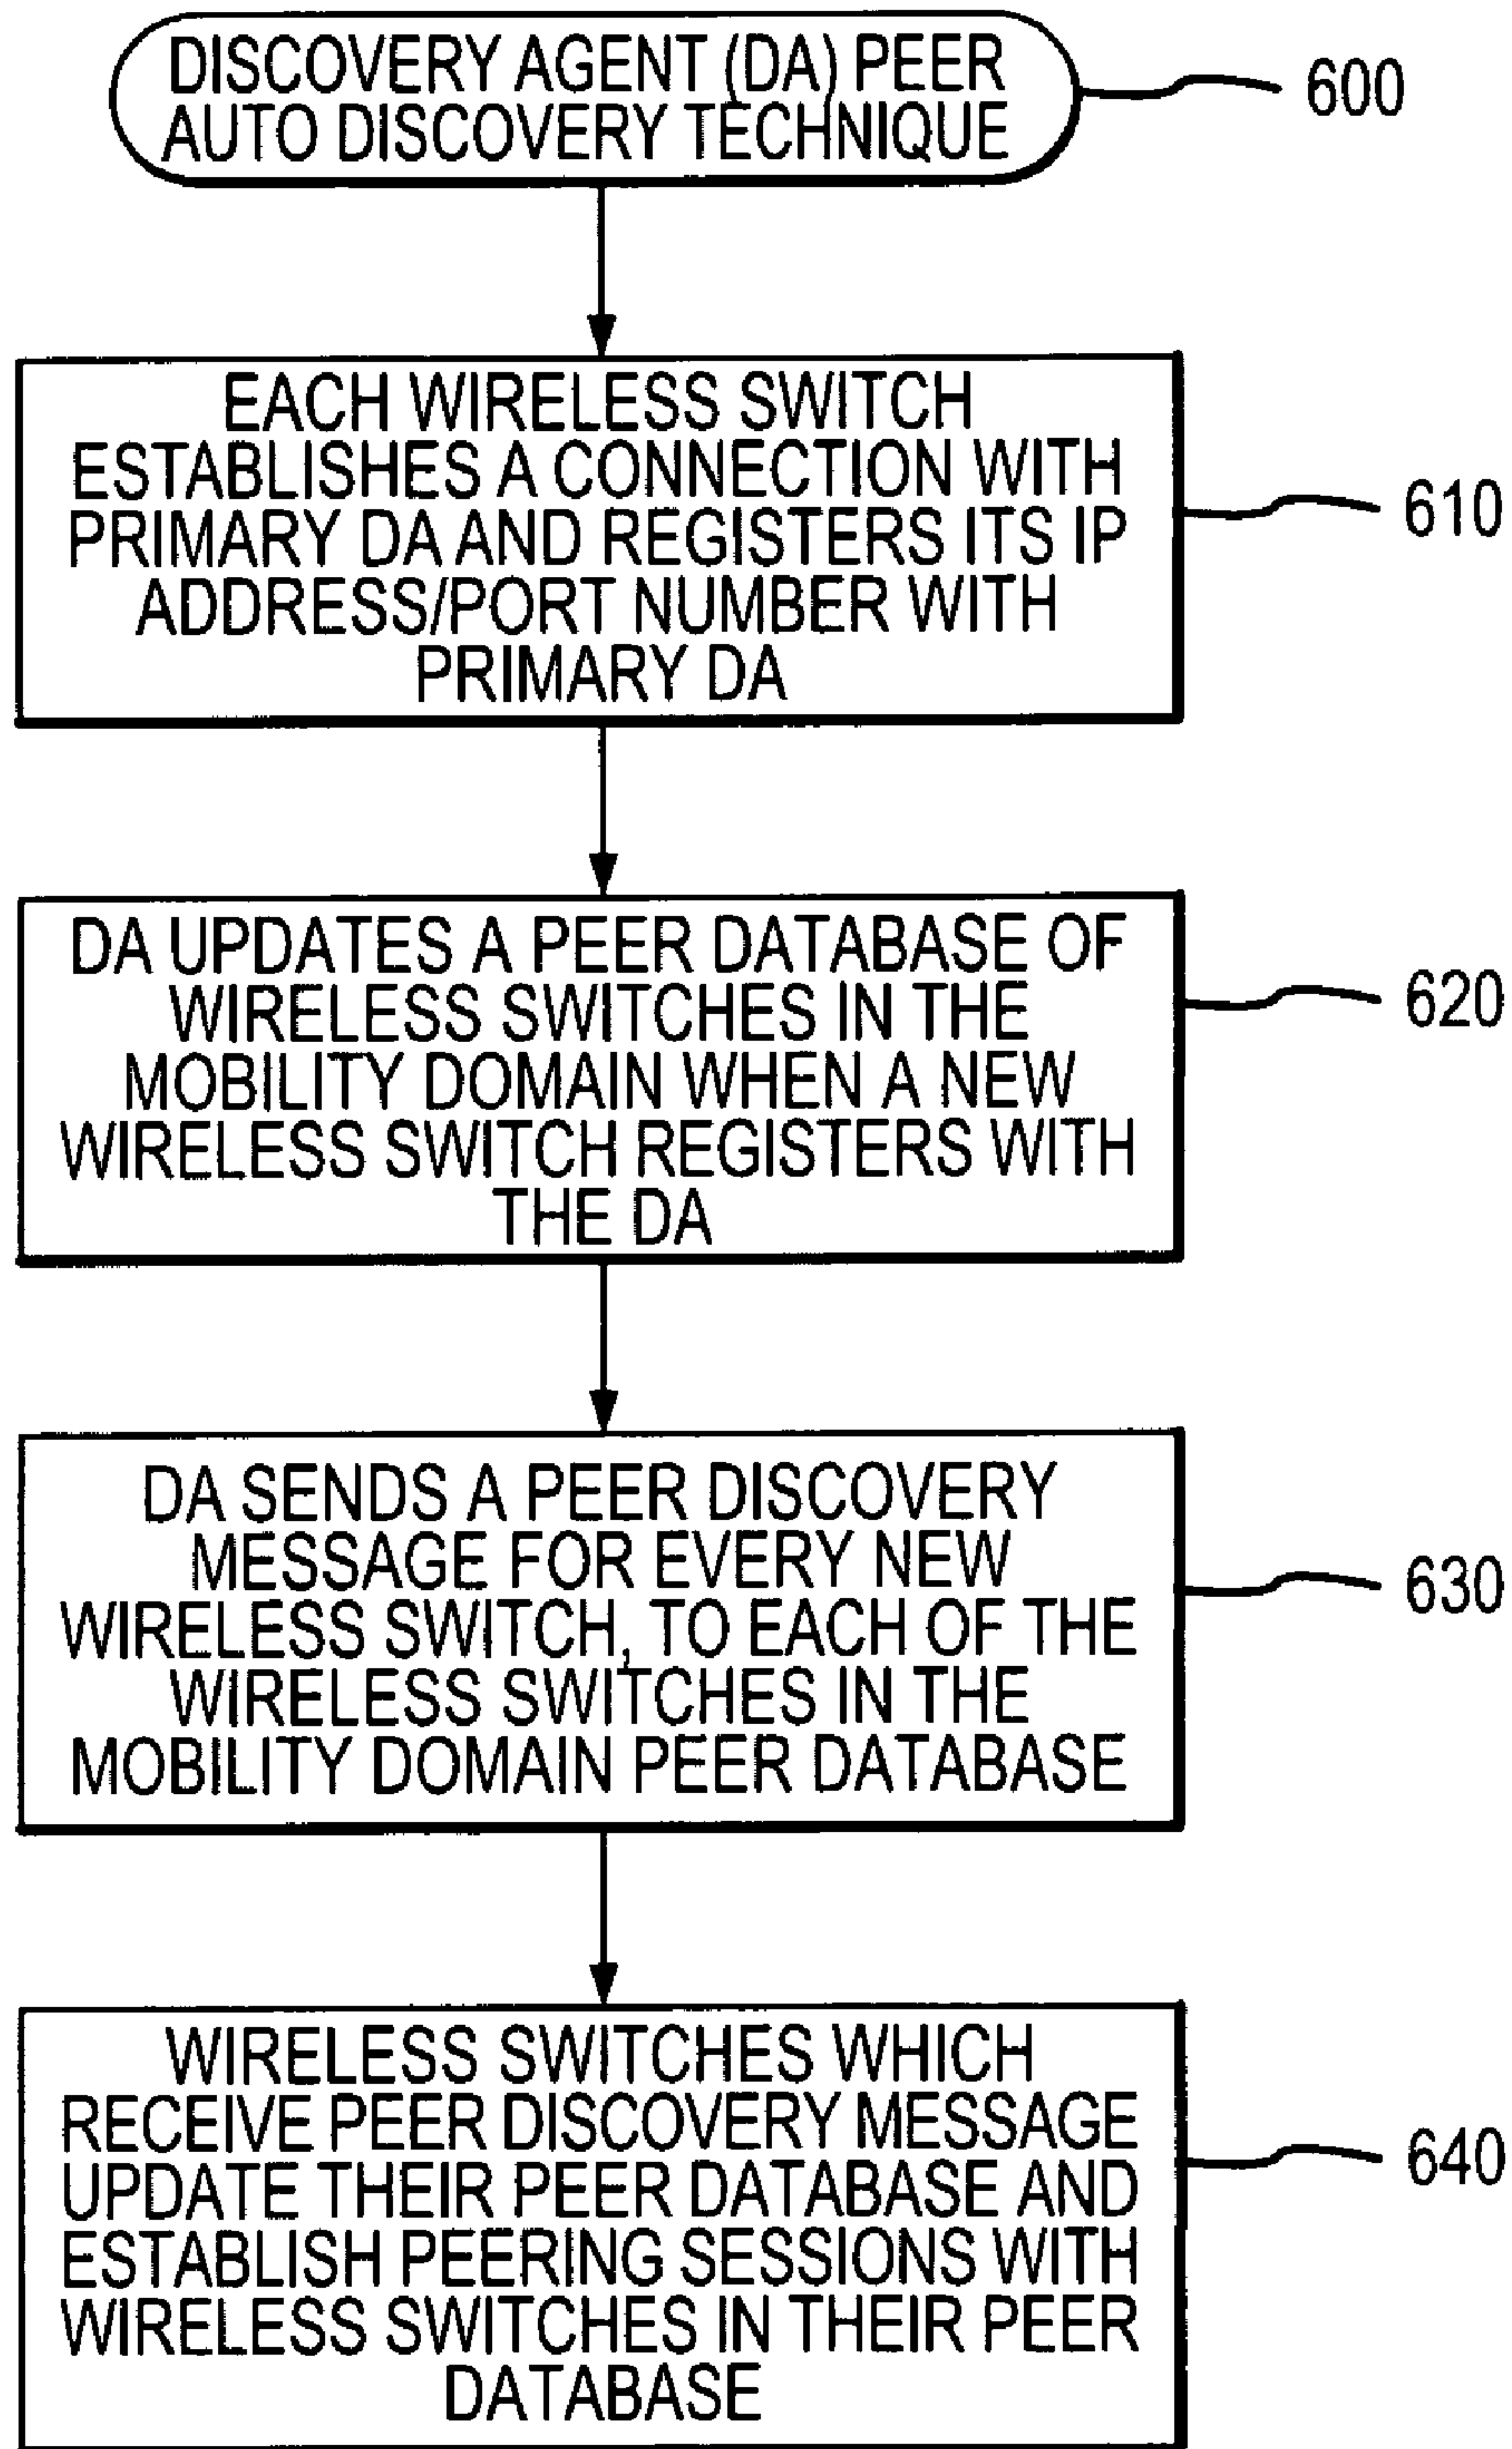 DISCOVERY AGENT (DA) PEER
AUTO DISCOVERY TECHNIQUE
600
EACH WIRELESS SWITCH
ESTABLISHES A CONNECTION WITH
PRIMARY DA AND REGISTERS ITS IP
ADDRESS/PORT NUMBER WITH
PRIMARY DA
610
DA UPDATES A PEER DATABASE OF
WIRELESS SWITCHES IN THE
MOBILITY DOMAIN WHEN A NEW
WIRELESS SWITCH REGISTERS WITH
THE DA
620
DA SENDS A PEER DISCOVERY
MESSAGE FOR EVERY NEW
WIRELESS SWITCH, TO EACH OF THE
WIRELESS SWITCHES IN THE
MOBILITY DOMAIN PEER DATABASE
630
WIRELESS SWITCHES WHICH
RECEIVE PEER DISCOVERY MESSAGE
UPDATE THEIR PEER DATABASE AND
ESTABLISH PEERING SESSIONS WITH
WIRELESS SWITCHES IN THEIR PEER
DATABASE
640